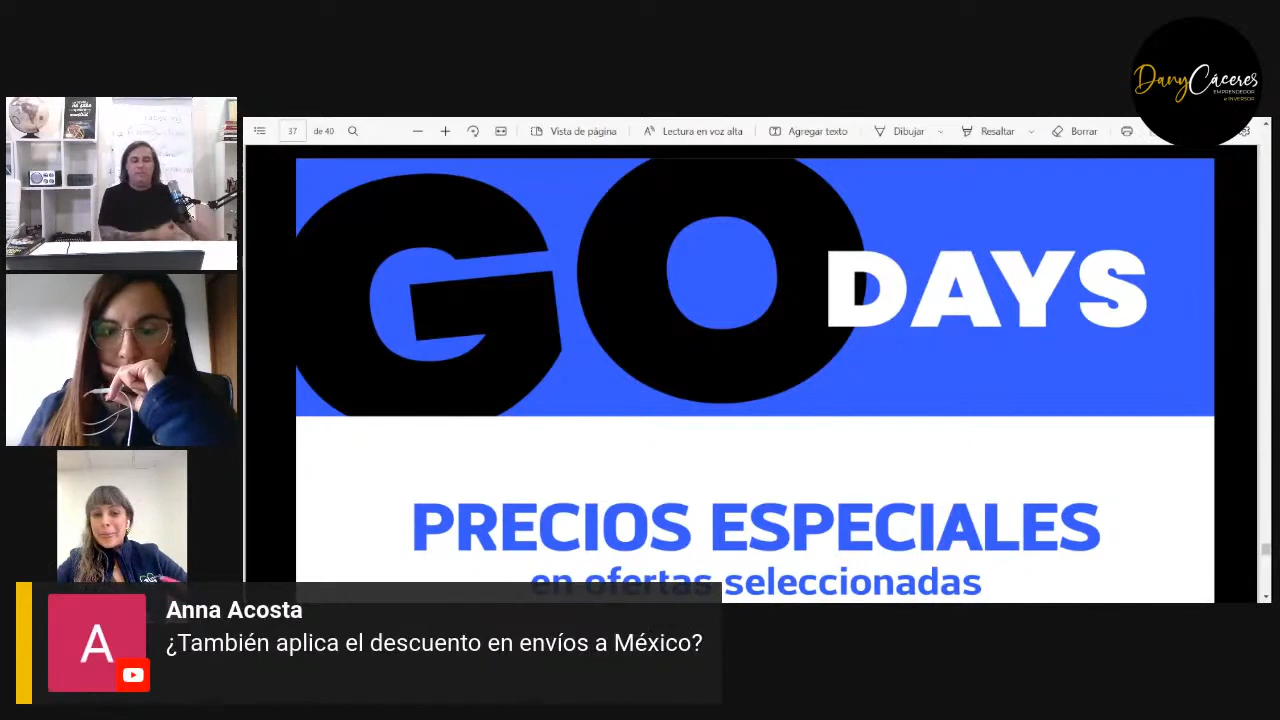 Dany Cáceres
EMPRENDEDOR
e INVERSOR
37 de 40
Vista de página
Lectura en voz alta
Agregar texto
Dibujar
Resaltar
Borrar
GO DAYS
PRECIOS ESPECIALES
en ofertas seleccionadas
A
Anna Acosta
¿También aplica el descuento en envíos a México?